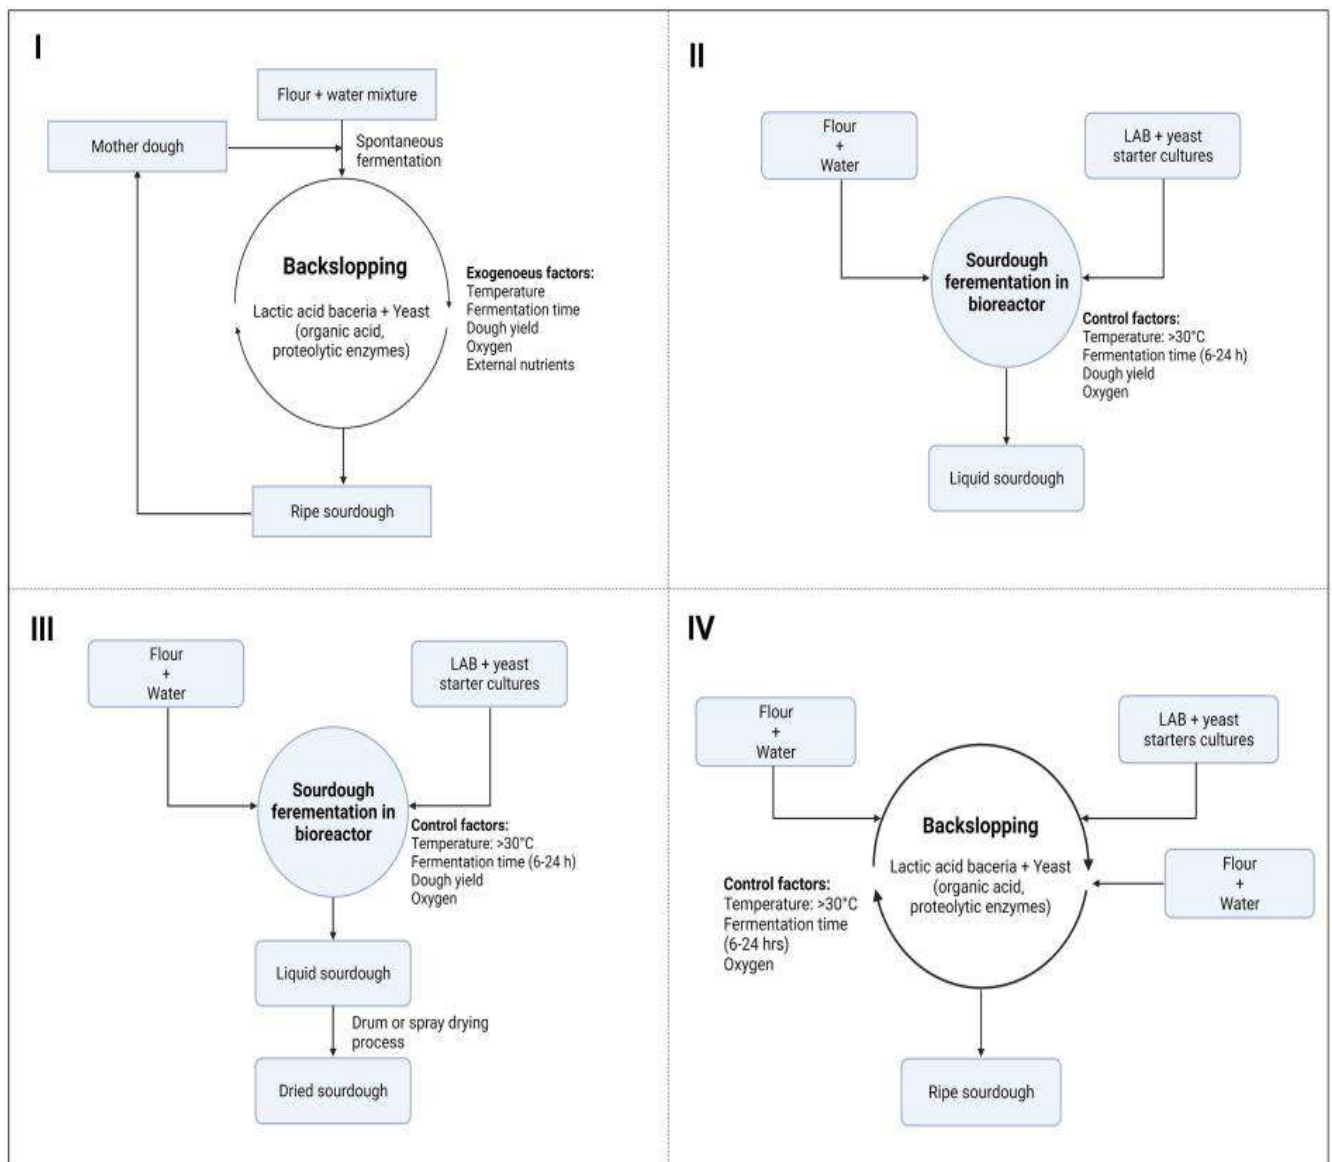 I
Flour + water mixture
Mother dough
Spontaneous
fermentation
Backslopping
Lactic acid baceria + Yeast
(organic acid,
proteolytic enzymes)
Exogenoeus factors:
Temperature
Fermentation time
Dough yield
Oxygen
External nutrients
Ripe sourdough
II
Flour
+
Water
LAB + yeast
starter cultures
Sourdough
ferementation in
bioreactor
Control factors:
Temperature: >30°C
Fermentation time (6-24 h)
Dough yield
Oxygen
Liquid sourdough
III
Flour
+
Water
LAB + yeast
starter cultures
Sourdough
ferementation in
bioreactor
Control factors:
Temperature: >30°C
Fermentation time (6-24 h)
Dough yield
Oxygen
Liquid sourdough
Drum or spray drying
process
Dried sourdough
IV
Flour
+
Water
LAB + yeast
starters cultures
Backslopping
Lactic acid baceria + Yeast
(organic acid,
proteolytic enzymes)
Flour
+
Water
Control factors:
Temperature: >30°C
Fermentation time
(6-24 hrs)
Oxygen
Ripe sourdough